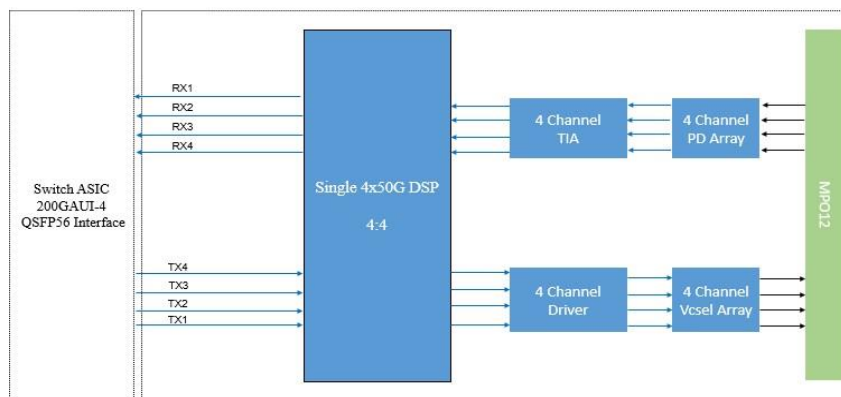 RX1
RX2
RX3
RX4
4 Channel
TIA
4 Channel
PD Array
Switch ASIC
200GAUI-4
QSFP56 Interface
Single 4x50G DSP
4:4
MPO12
TX4
TX3
TX2
TX1
4 Channel
Driver
4 Channel
Vcsel Array